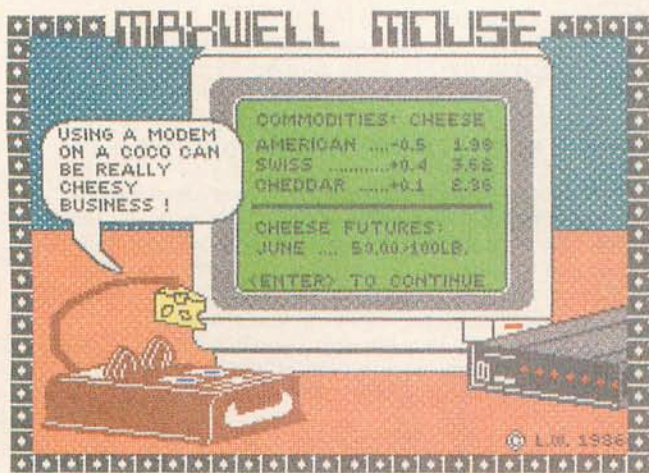 MAXWELL MOUSE
USING A MODEM
ON A COCO CAN
BE REALLY
CHEESY
BUSINESS !
COMMODITIES: CHEESE
AMERICAN ....-0.5 1.98
SWISS ............+0.4 3.62
CHEDDAR .....+0.1 2.36
CHEESE FUTURES:
JUNE .... 50.00>100LB.
<ENTER> TO CONTINUE
© L.W. 1986